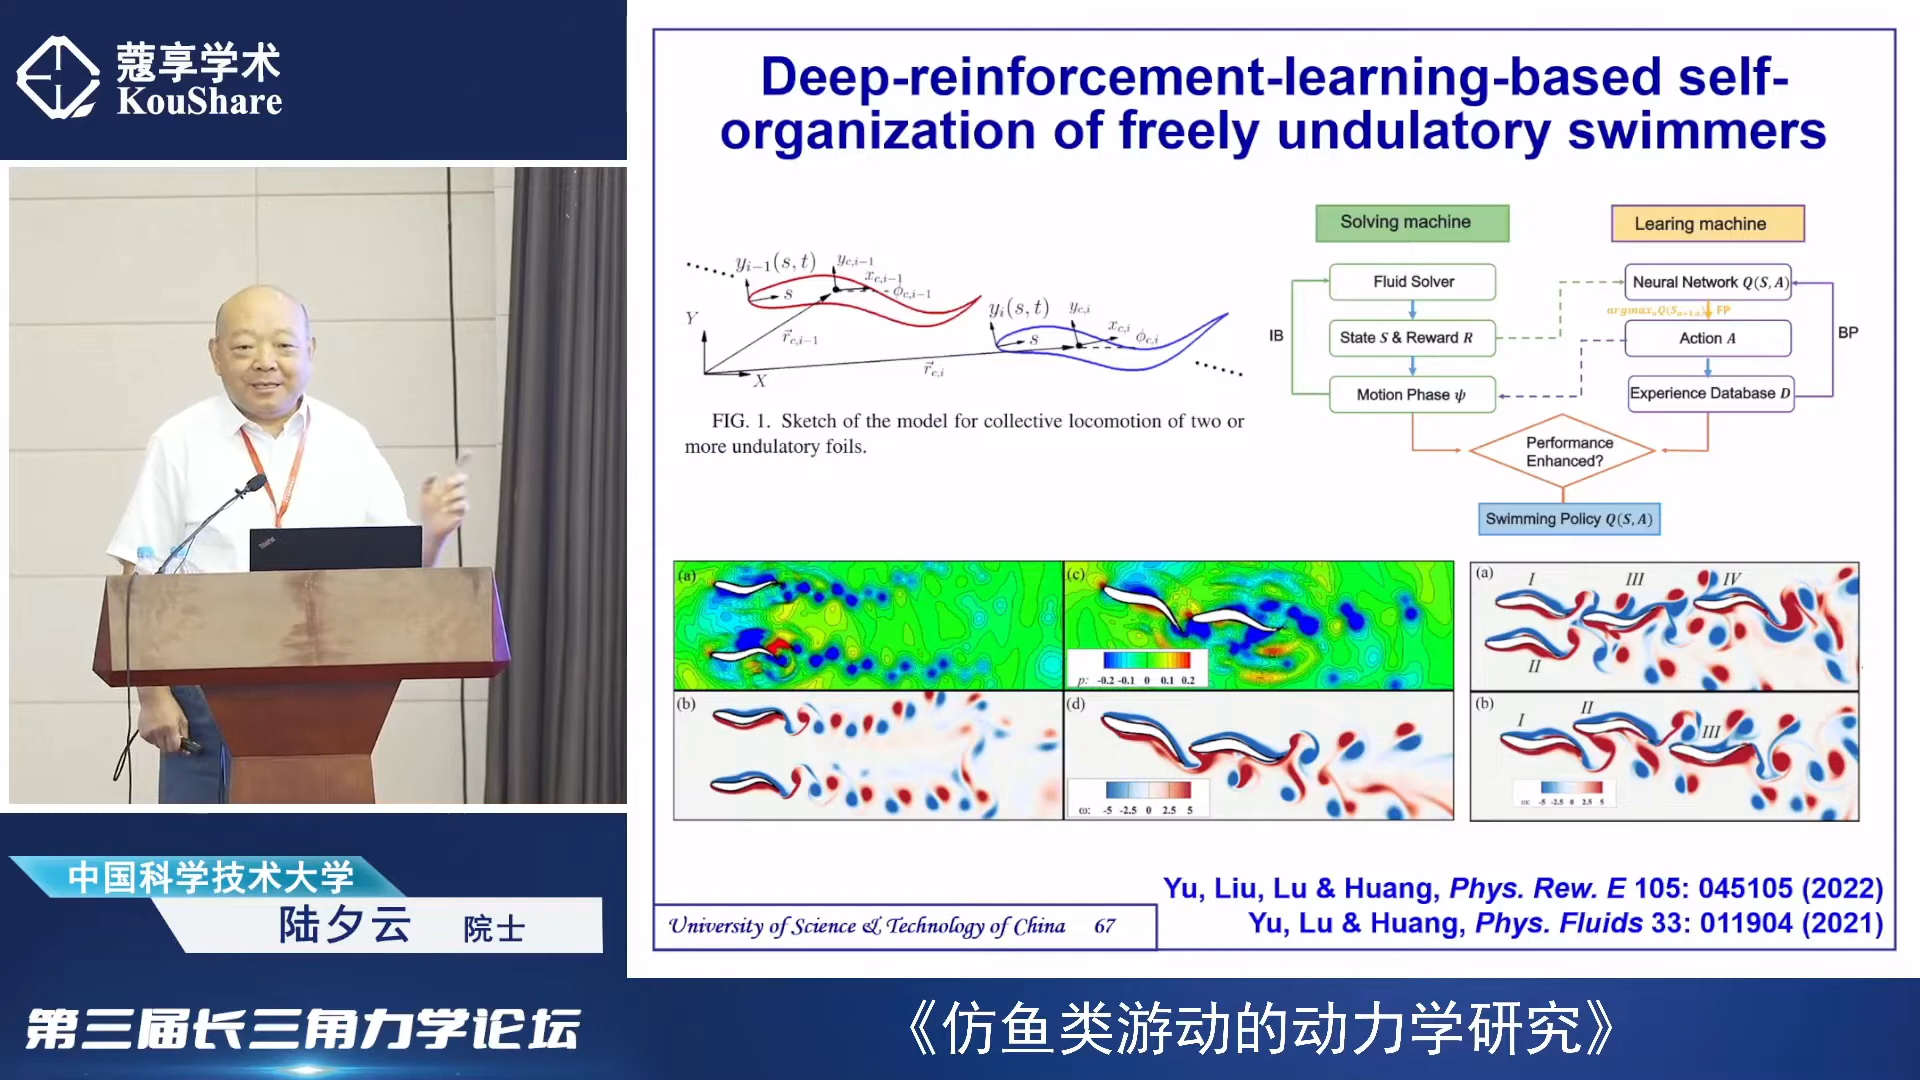 蔻享学术
KouShare
Deep-reinforcement-learning-based self-
organization of freely undulatory swimmers
y_{i−1}(s, t)
y_{c,i−1}
x_{c,i−1}
ϕ_{c,i−1}
s
Y
X
r⃗_{c,i−1}
r⃗_{c,i}
y_i(s, t)
y_{c,i}
x_{c,i}
ϕ_{c,i}
s
FIG. 1. Sketch of the model for collective locomotion of two or
more undulatory foils.
Solving machine
Learing machine
Fluid Solver
Neural Network Q(S, A)
FP
IB
State S & Reward R
Action A
BP
Motion Phase ψ
Experience Database D
Performance
Enhanced?
Swimming Policy Q(S, A)
(a)
(c)
p: -0.2 -0.1 0 0.1 0.2
(b)
(d)
ω: -5 -2.5 0 2.5 5
(a)
I
III
IV
II
(b)
I
II
III
ω: -5 -2.5 0 2.5 5
Yu, Liu, Lu & Huang, Phys. Rew. E 105: 045105 (2022)
Yu, Lu & Huang, Phys. Fluids 33: 011904 (2021)
University of Science & Technology of China 67
ThinkPad
中国科学技术大学
陆夕云 院士
第三届长三角力学论坛
《仿鱼类游动的动力学研究》